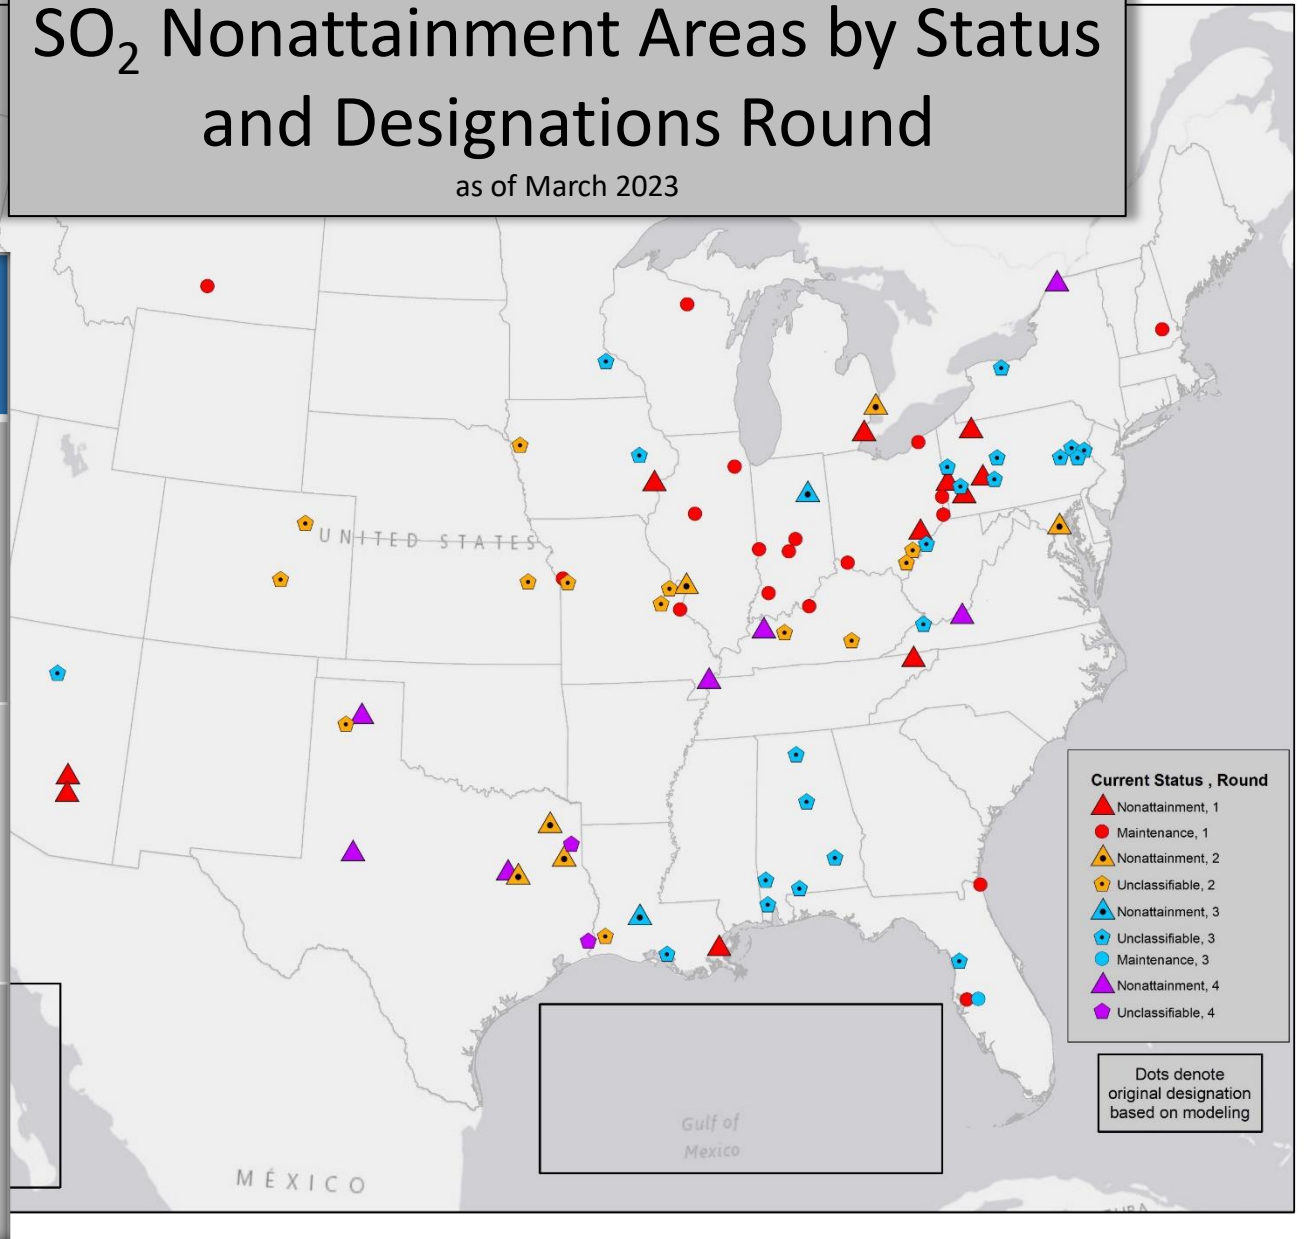 SO₂ Nonattainment Areas by Status
and Designations Round
as of March 2023
UNITED STATES
Current Status , Round
Nonattainment, 1
Maintenance, 1
Nonattainment, 2
Unclassifiable, 2
Nonattainment, 3
Unclassifiable, 3
Maintenance, 3
Nonattainment, 4
Unclassifiable, 4
Dots denote
original designation
based on modeling
Gulf of
Mexico
MÉXICO